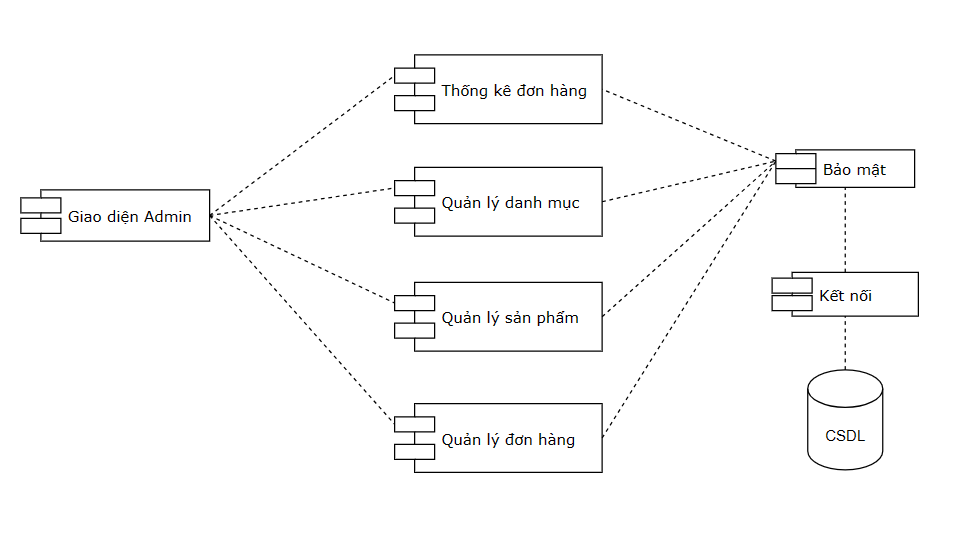 Thống kê đơn hàng
Quản lý danh mục
Giao diện Admin
Quản lý sản phẩm
Quản lý đơn hàng
Bảo mật
Kết nối
CSDL